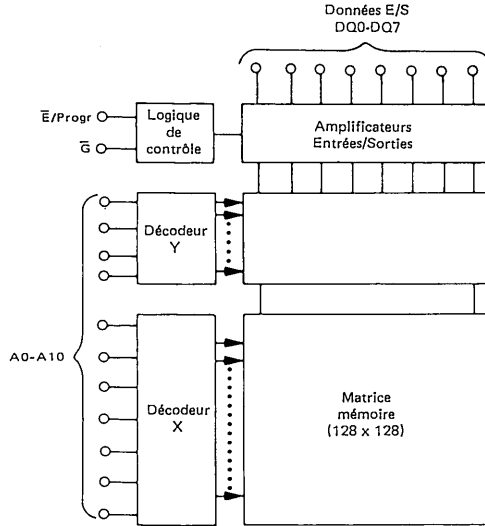 Données E/S
DQ0-DQ7
E̅/Progr
G̅
Logique
de
contrôle
Amplificateurs
Entrées/Sorties
Décodeur
Y
A0-A10
Décodeur
X
Matrice
mémoire
(128 x 128)